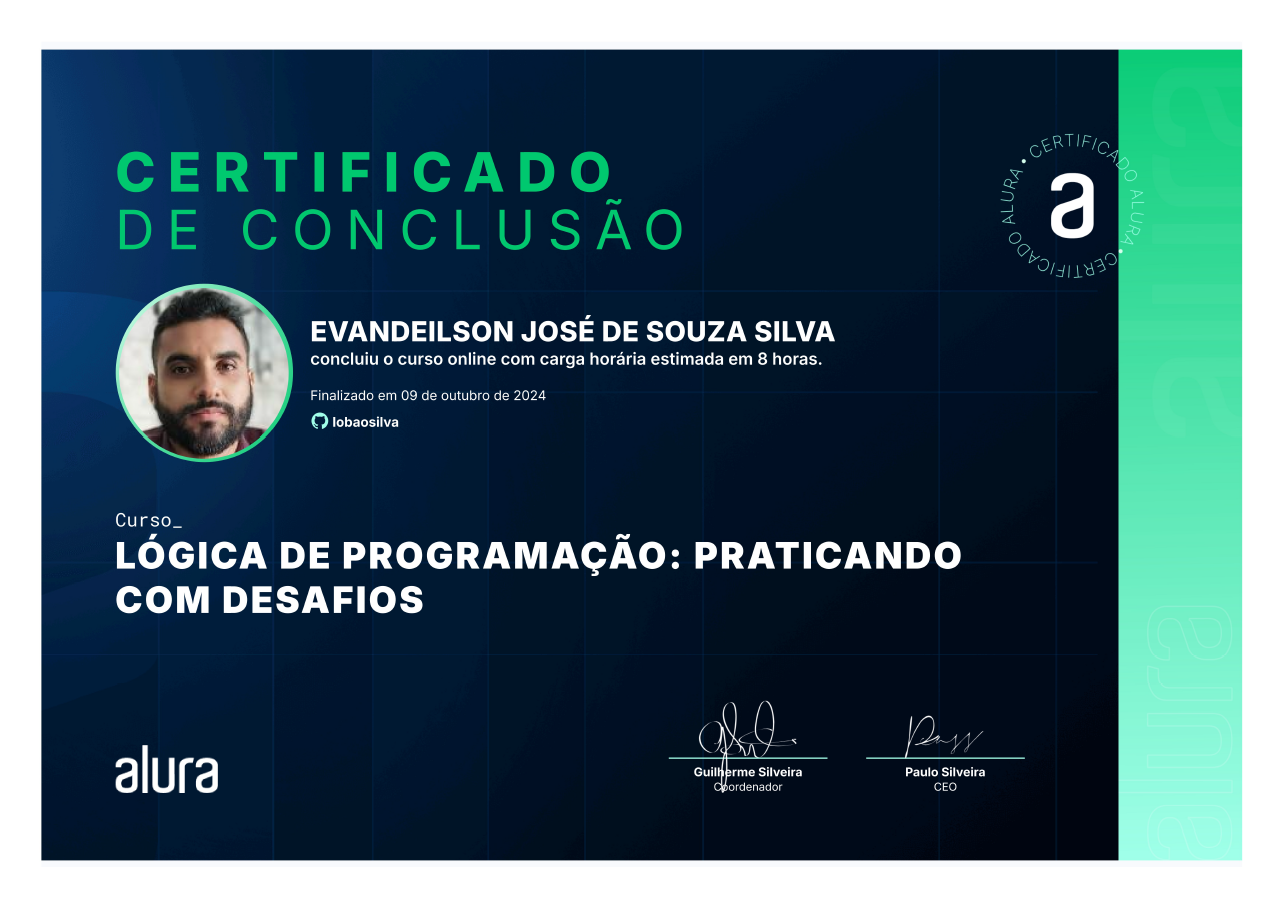 CERTIFICADO
DE CONCLUSÃO
• CERTIFICADO ALURA • CERTIFICADO ALURA
a
EVANDEILSON JOSÉ DE SOUZA SILVA
concluiu o curso online com carga horária estimada em 8 horas.
Finalizado em 09 de outubro de 2024
lobaosilva
Curso_
LÓGICA DE PROGRAMAÇÃO: PRATICANDO
COM DESAFIOS
alura
Guilherme Silveira
Coordenador
Paulo Silveira
CEO
alura
alura